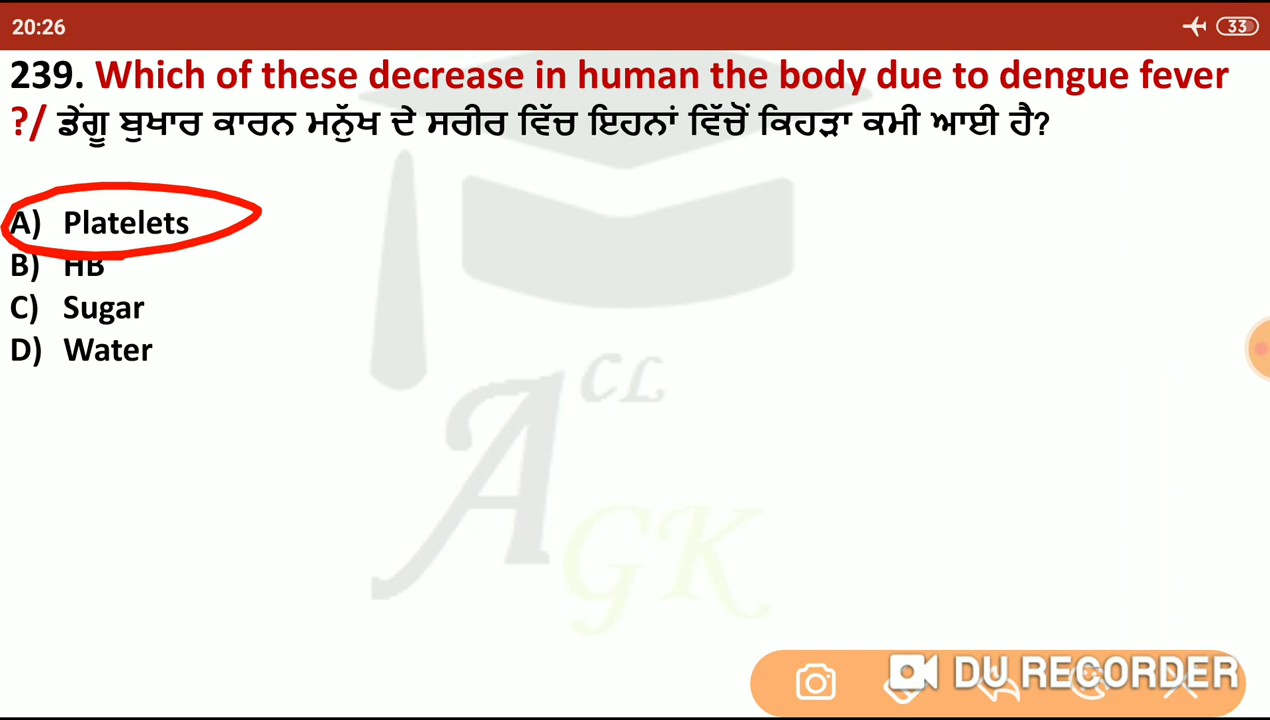 20:26
33
239. Which of these decrease in human the body due to dengue fever
?/ ਡੇਂਗੂ ਬੁਖਾਰ ਕਾਰਨ ਮਨੁੱਖ ਦੇ ਸਰੀਰ ਵਿੱਚ ਇਹਨਾਂ ਵਿੱਚੋਂ ਕਿਹੜਾ ਕਮੀ ਆਈ ਹੈ?
A) Platelets
B) HB
C) Sugar
D) Water
CL
A
GK
DU RECORDER